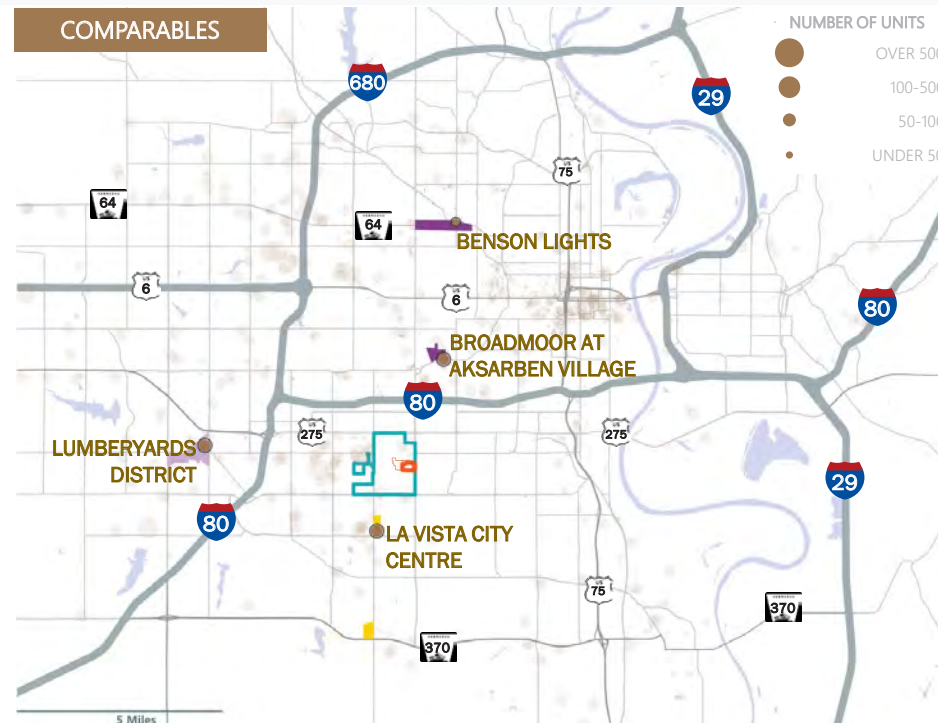 COMPARABLES
NUMBER OF UNITS
OVER 500
100-500
50-100
UNDER 50
680
29
75
64
64
BENSON LIGHTS
US
6
US
6
80
BROADMOOR AT
AKSARBEN VILLAGE
80
275
275
LUMBERYARDS
DISTRICT
29
80
LA VISTA CITY
CENTRE
75
370
370
5 Miles